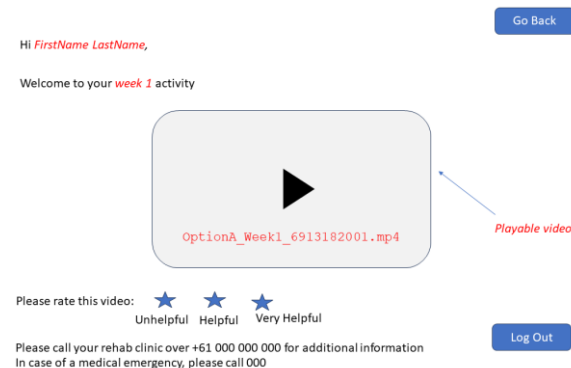 Go Back
Hi FirstName LastName,
Welcome to your week 1 activity
OptionA_Week1_6913182001.mp4
Playable video
Please rate this video:
Unhelpful Helpful Very Helpful
Log Out
Please call your rehab clinic over +61 000 000 000 for additional information
In case of a medical emergency, please call 000